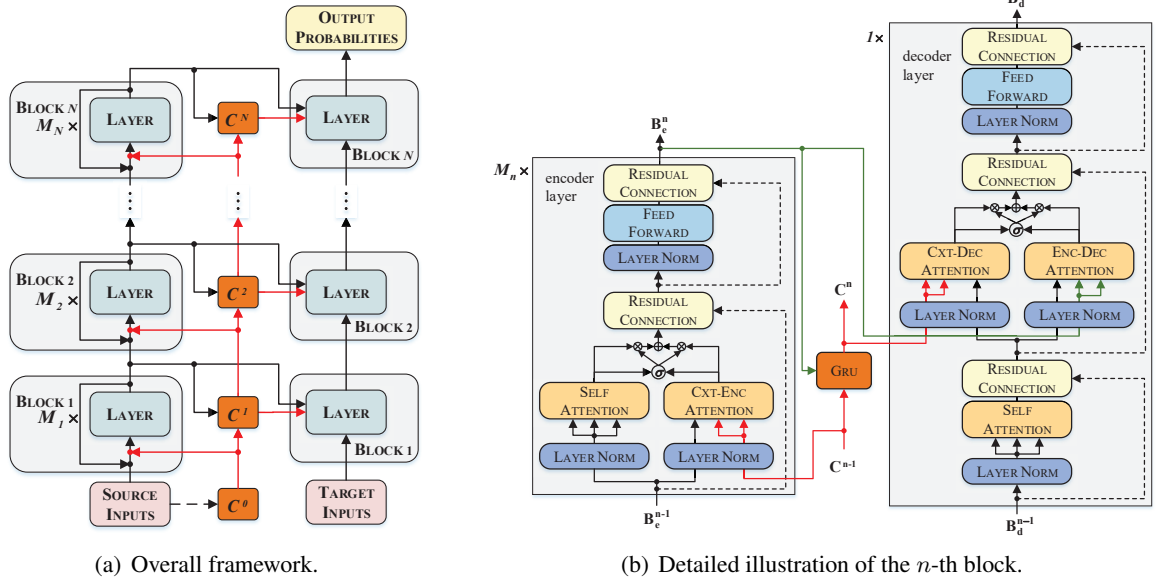 OUTPUT
PROBABILITIES
BLOCK N
M_N ×
LAYER
C^N
LAYER
BLOCK N
BLOCK 2
M_2 ×
LAYER
C^2
LAYER
BLOCK 2
BLOCK 1
M_1 ×
LAYER
C^1
LAYER
BLOCK 1
SOURCE
INPUTS
C^0
TARGET
INPUTS
(a) Overall framework.
B_e^n
M_n ×
encoder
layer
RESIDUAL
CONNECTION
FEED
FORWARD
LAYER NORM
RESIDUAL
CONNECTION
σ
SELF
ATTENTION
CXT-ENC
ATTENTION
LAYER NORM
LAYER NORM
B_e^{n-1}
C^n
GRU
C^{n-1}
B_d
1×
decoder
layer
RESIDUAL
CONNECTION
FEED
FORWARD
LAYER NORM
RESIDUAL
CONNECTION
σ
CXT-DEC
ATTENTION
ENC-DEC
ATTENTION
LAYER NORM
LAYER NORM
RESIDUAL
CONNECTION
SELF
ATTENTION
LAYER NORM
B_d^{n-1}
(b) Detailed illustration of the n-th block.